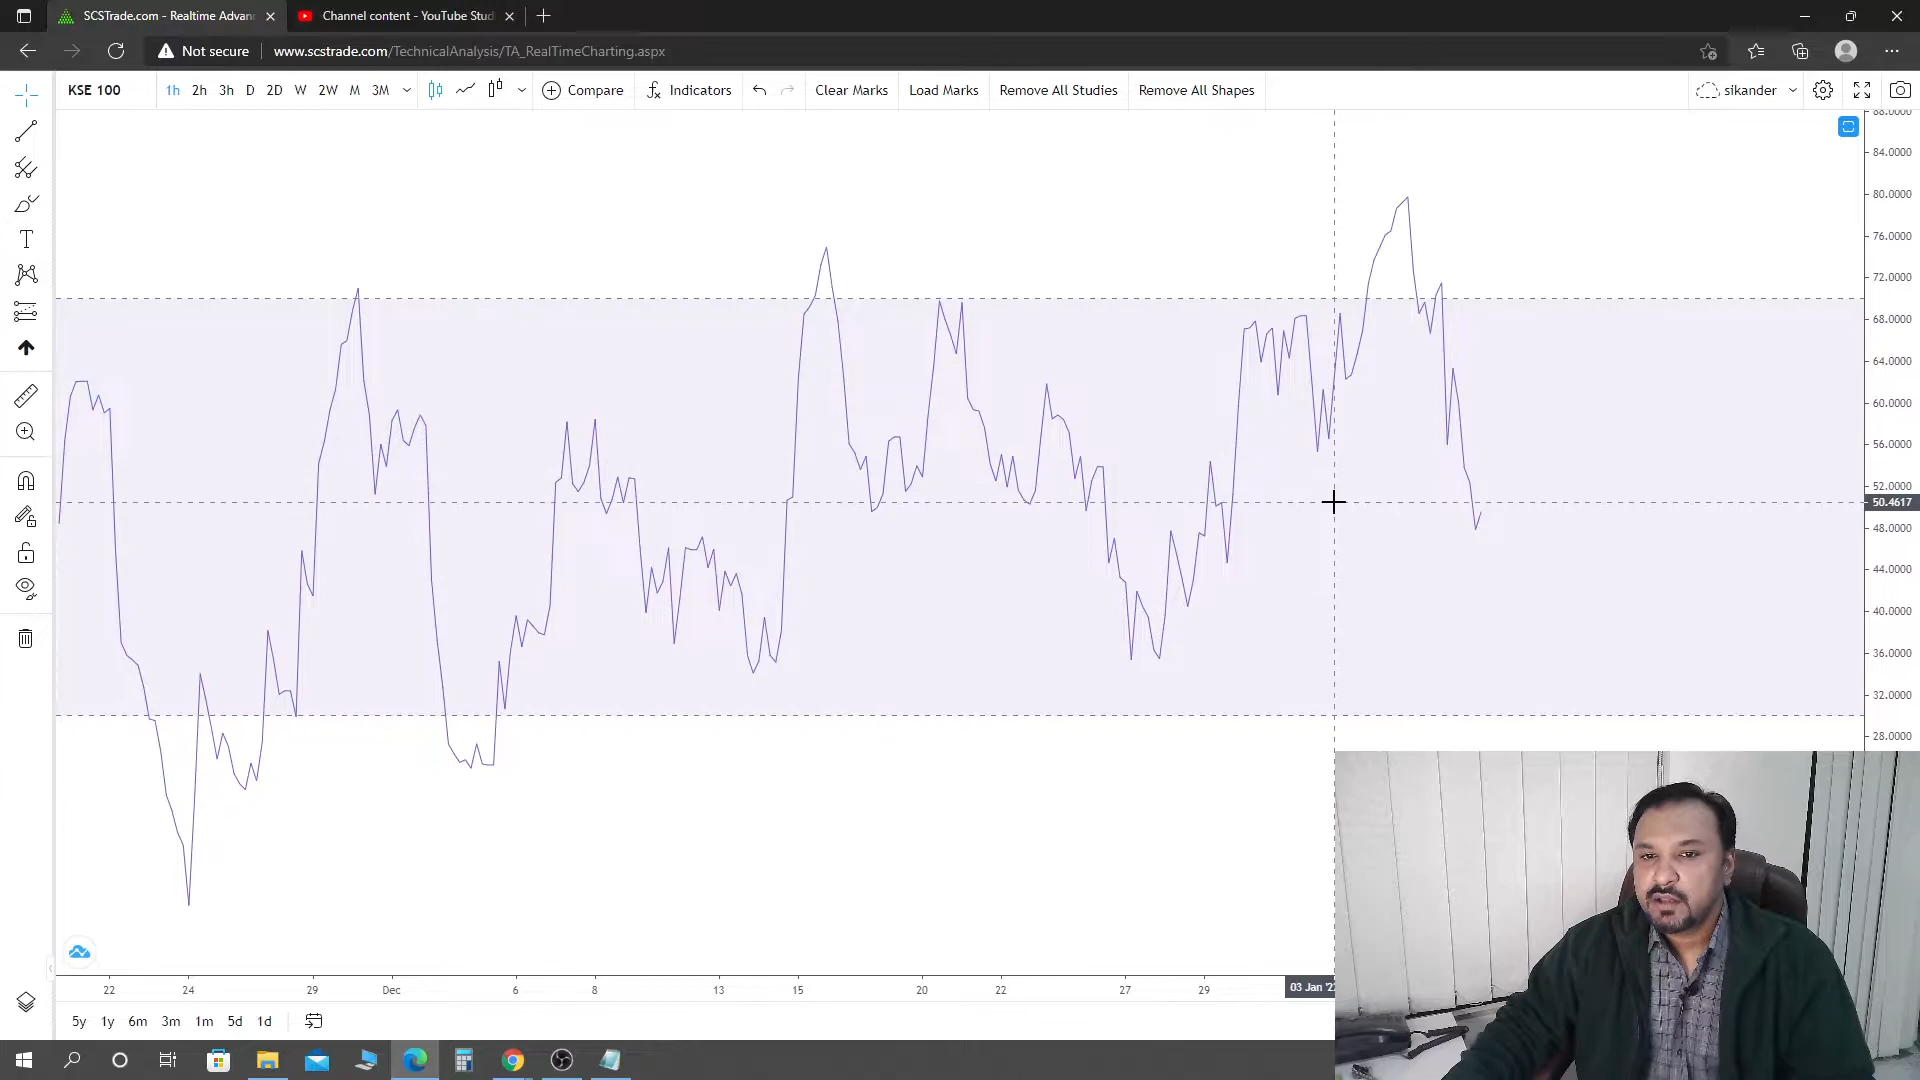 SCSTrade.com - Realtime Advan
Channel content - YouTube Stud
Not secure
www.scstrade.com/TechnicalAnalysis/TA_RealTimeCharting.aspx
KSE 100
1h 2h 3h D 2D W 2W M 3M
Compare
Indicators
Clear Marks
Load Marks
Remove All Studies
Remove All Shapes
sikander
88.0000
84.0000
80.0000
76.0000
72.0000
68.0000
64.0000
60.0000
56.0000
52.0000
50.4617
48.0000
44.0000
40.0000
36.0000
32.0000
28.0000
22 24 29 Dec 6 8 13 15 20 22 27 29 03 Jan '2
5y 1y 6m 3m 1m 5d 1d